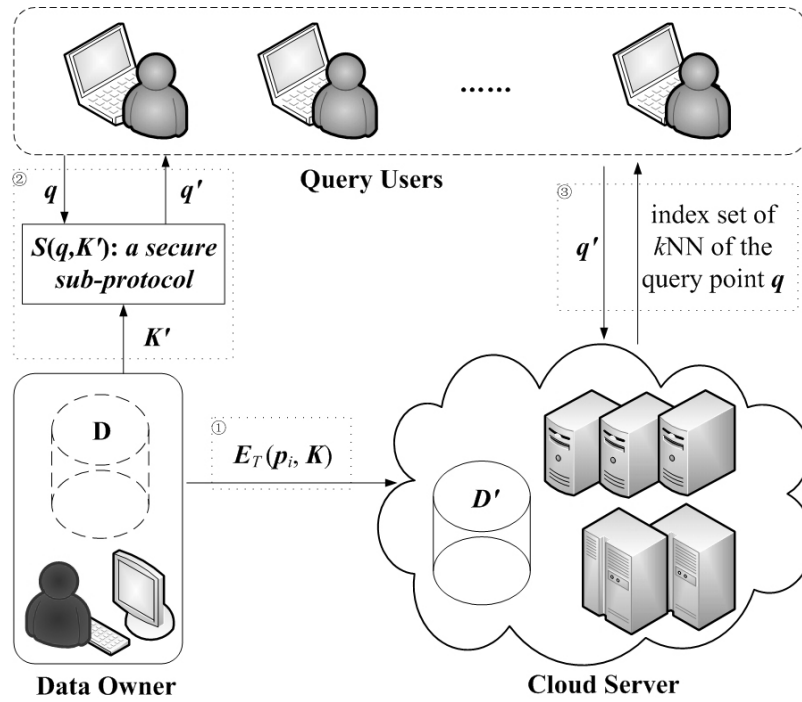 ……
Query Users
②
q
q'
S(q,K'): a secure
sub-protocol
K'
③
q'
index set of
kNN of the
query point q
D
①
E_T(p_i, K)
D'
Data Owner
Cloud Server